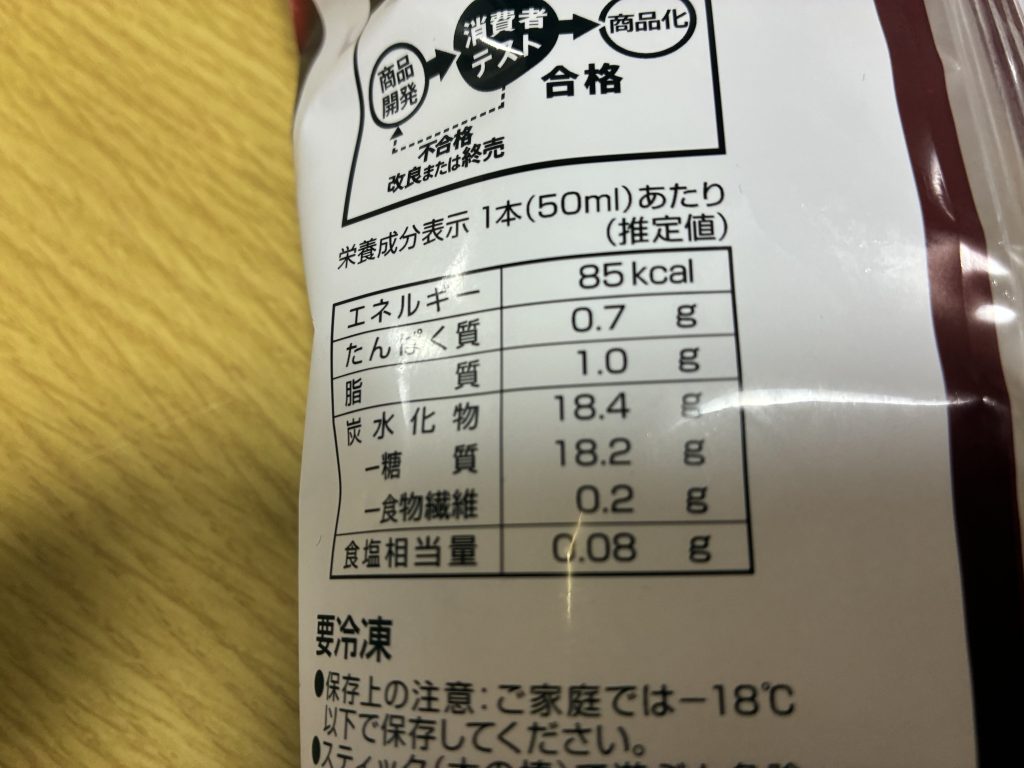 商品
開発
消費者
テスト
商品化
合格
不合格
改良または終売
栄養成分表示 1本(50ml)あたり
(推定値)
エネルギー 85kcal
たんぱく質 0.7 g
脂質 1.0 g
炭水化物 18.4 g
−糖質 18.2 g
−食物繊維 0.2 g
食塩相当量 0.08 g
要冷凍
●保存上の注意:ご家庭では−18℃
以下で保存してください。
●スティック